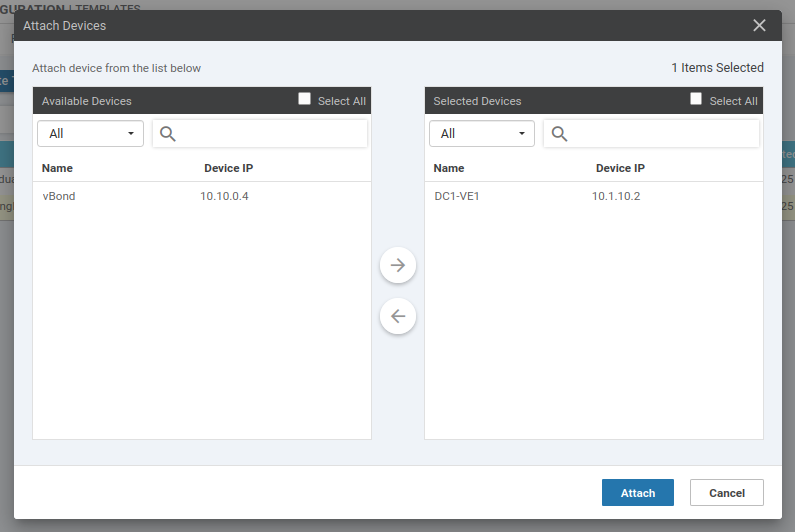 GURATION | TEMPLATES
Attach Devices
Attach device from the list below
1 Items Selected
Available Devices
Select All
All
Name Device IP
vBond 10.10.0.4
Selected Devices
Select All
All
Name Device IP
DC1-VE1 10.1.10.2
Attach
Cancel